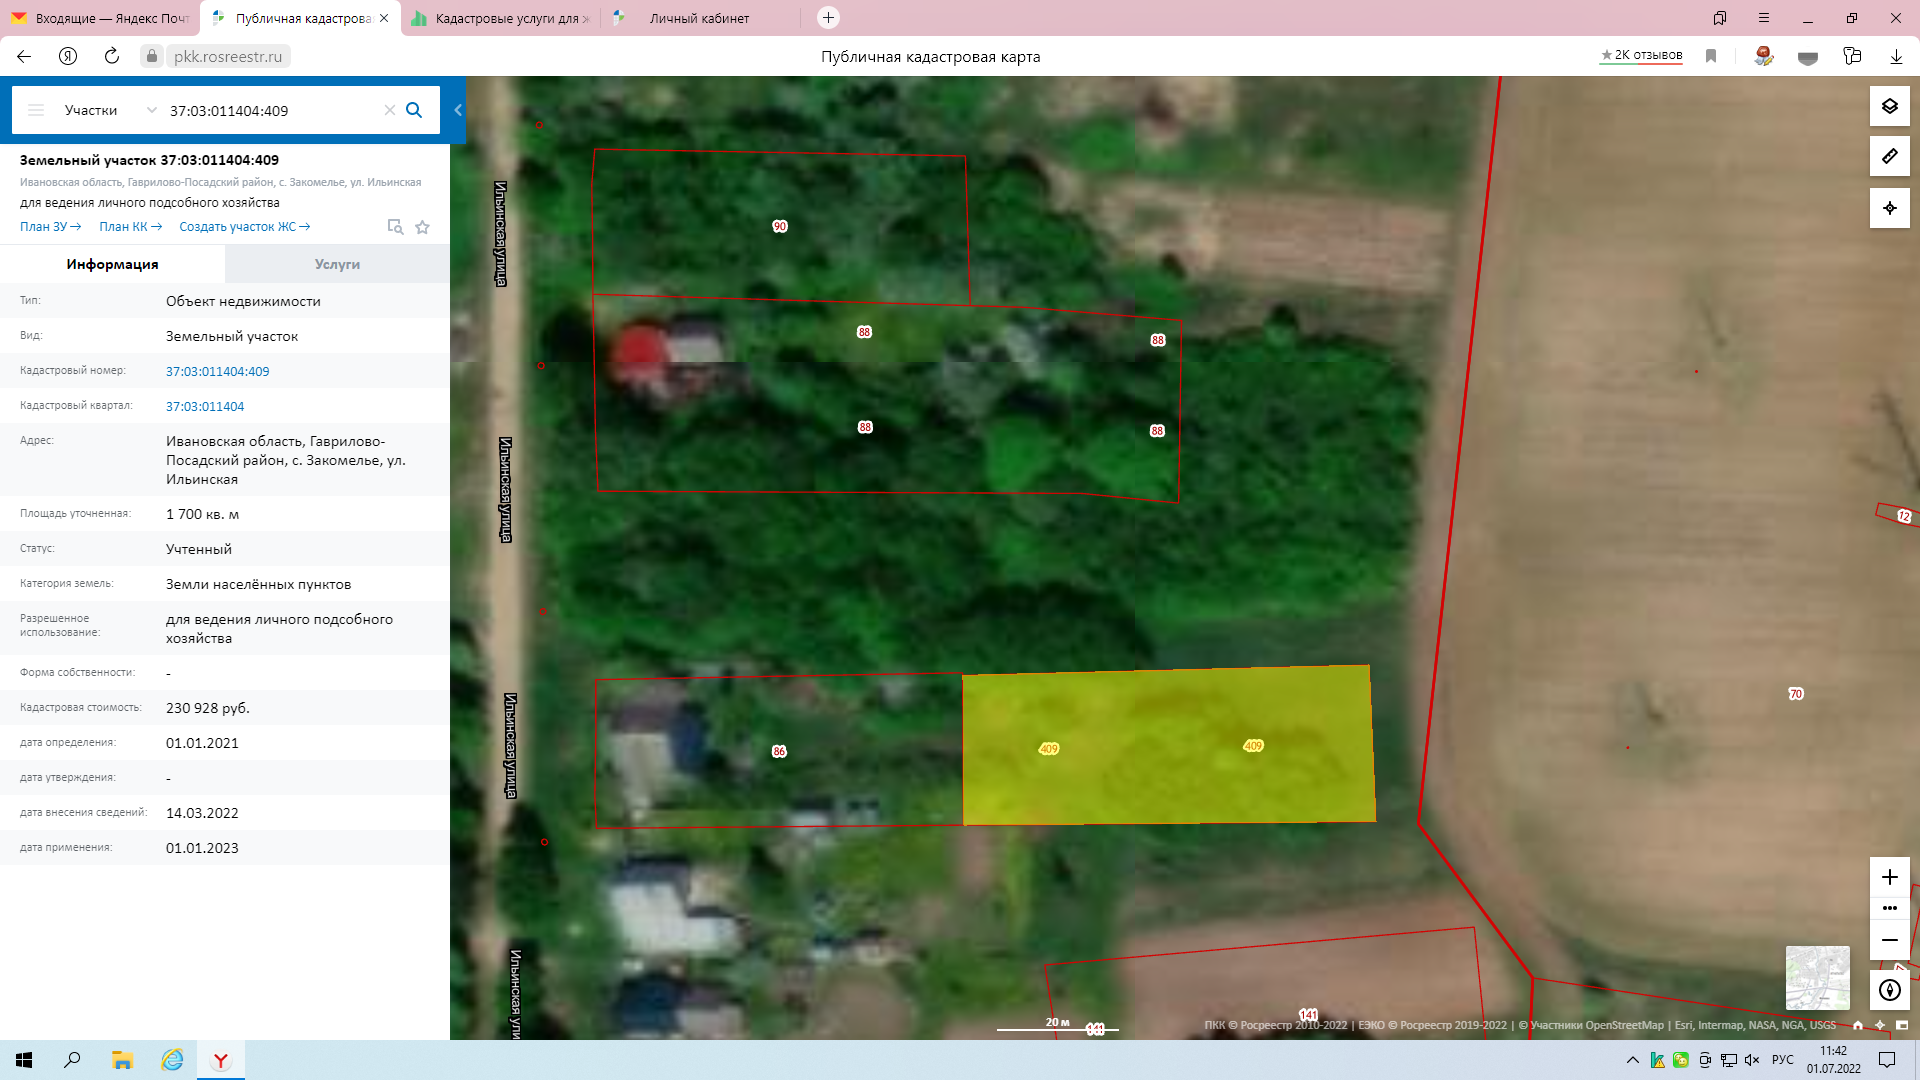 Входящие — Яндекс Почт
Публичная кадастрова
Кадастровые услуги для ж
Личный кабинет
pkk.rosreestr.ru
Публичная кадастровая карта
★ 2К отзывов
Участки
37:03:011404:409
Земельный участок 37:03:011404:409
Ивановская область, Гаврилово-Посадский район, с. Закомелье, ул. Ильинская
для ведения личного подсобного хозяйства
План ЗУ →
План КК →
Создать участок ЖС →
Информация
Услуги
Тип: Объект недвижимости
Вид: Земельный участок
Кадастровый номер: 37:03:011404:409
Кадастровый квартал: 37:03:011404
Адрес: Ивановская область, Гаврилово-
Посадский район, с. Закомелье, ул.
Ильинская
Площадь уточненная: 1 700 кв. м
Статус: Учтенный
Категория земель: Земли населённых пунктов
Разрешенное
использование:
для ведения личного подсобного
хозяйства
Форма собственности: -
Кадастровая стоимость: 230 928 руб.
дата определения: 01.01.2021
дата утверждения: -
дата внесения сведений: 14.03.2022
дата применения: 01.01.2023
Ильинская улица
Ильинская улица
Ильинская улица
Ильинская ули
90
88
88
88
88
86
409
409
12
70
141
141
20 м
ПКК © Росреестр 2010-2022 | ЕЭКО © Росреестр 2019-2022 | © Участники OpenStreetMap | Esri, Intermap, NASA, NGA, USGS
РУС
11:42
01.07.2022